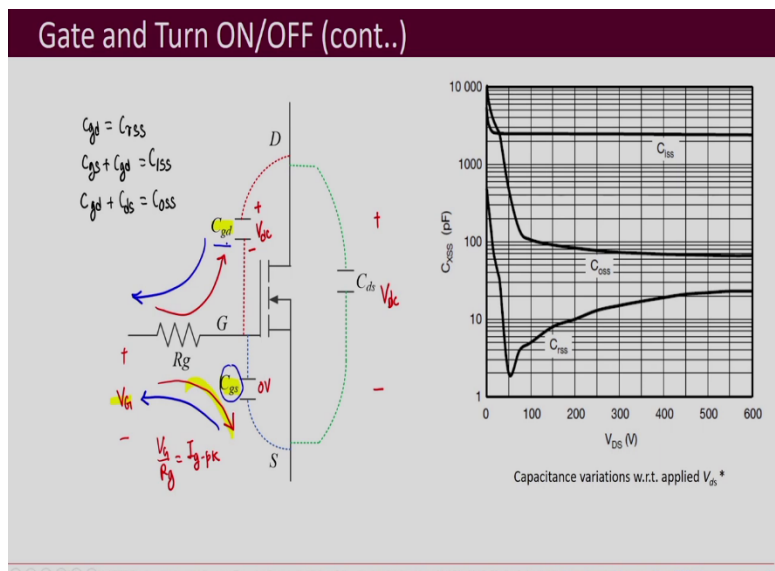 Gate and Turn ON/OFF (cont..)
Cgd = Crss
Cgs + Cgd = Ciss
Cgd + Cds = Coss
D
Cgd
+
Vdc
-
+
Cds
Vdc
-
G
Rg
+
VG
-
Cgs
0V
VG/Rg = Ig-pk
S
10 000
1000
100
10
1
CXSS (pF)
Ciss
Coss
Crss
0 100 200 300 400 500 600
VDS (V)
Capacitance variations w.r.t. applied Vds *